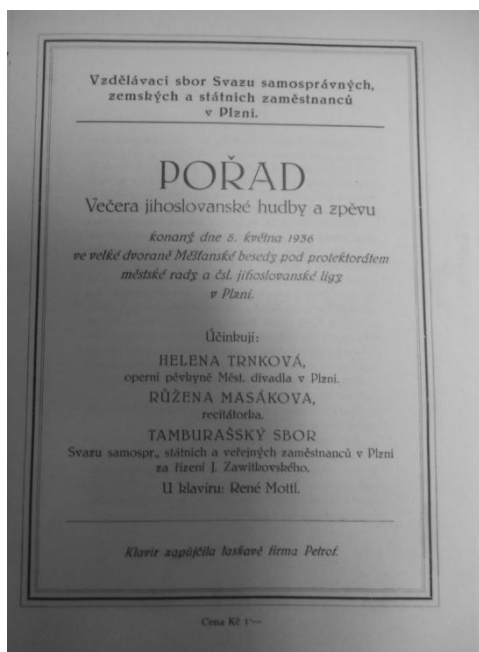 Vzdělávací sbor Svazu samosprávných,
zemských a státních zaměstnanců
v Plzni.
POŘAD
Večera jihoslovanské hudby a zpěvu
konaný dne 5. května 1936
ve velké dvoraně Měšťanské besedy pod protektorátem
městské rady a čsl. jihoslovanské ligy
v Plzni.
Účinkují:
HELENA TRNKOVÁ,
operní pěvkyně Měst. divadla v Plzni.
RŮŽENA MASÁKOVA,
recitátorka.
TAMBURAŠSKÝ SBOR
Svazu samospr., státních a veřejných zaměstnanců v Plzni
za řízení J. Zawitkovského.
U klavíru: René Mottl.
Klavír zapůjčila laskavě firma Petrof.
Cena Kč 1·—